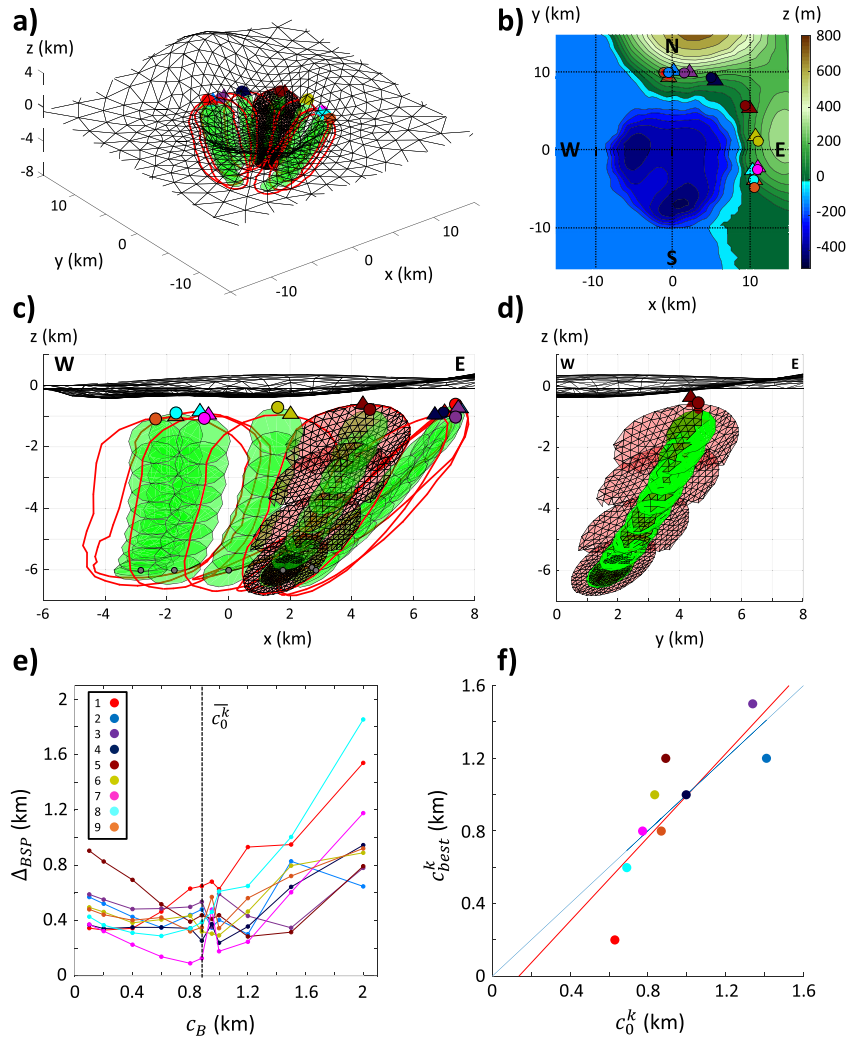 a)
z (km)
4
0
-4
-8
10
0
-10
y (km)
-10
0
10
x (km)
b)
y (km)
z (m)
N
W
E
S
10
0
-10
-10
0
10
x (km)
800
600
400
200
0
-200
-400
c)
z (km)
W
E
0
-2
-4
-6
-6
-4
-2
0
2
4
6
8
x (km)
d)
z (km)
W
E
0
-2
-4
-6
0
2
4
6
8
y (km)
e)
2
1.6
1.2
0.8
0.4
0
Δ_BSP (km)
1
2
3
4
5
6
7
8
9
\overline{c_0^k}
0
0.4
0.8
1.2
1.6
2
c_B (km)
f)
1.6
1.2
0.8
0.4
0
c_best^k (km)
0
0.4
0.8
1.2
1.6
c_0^k (km)